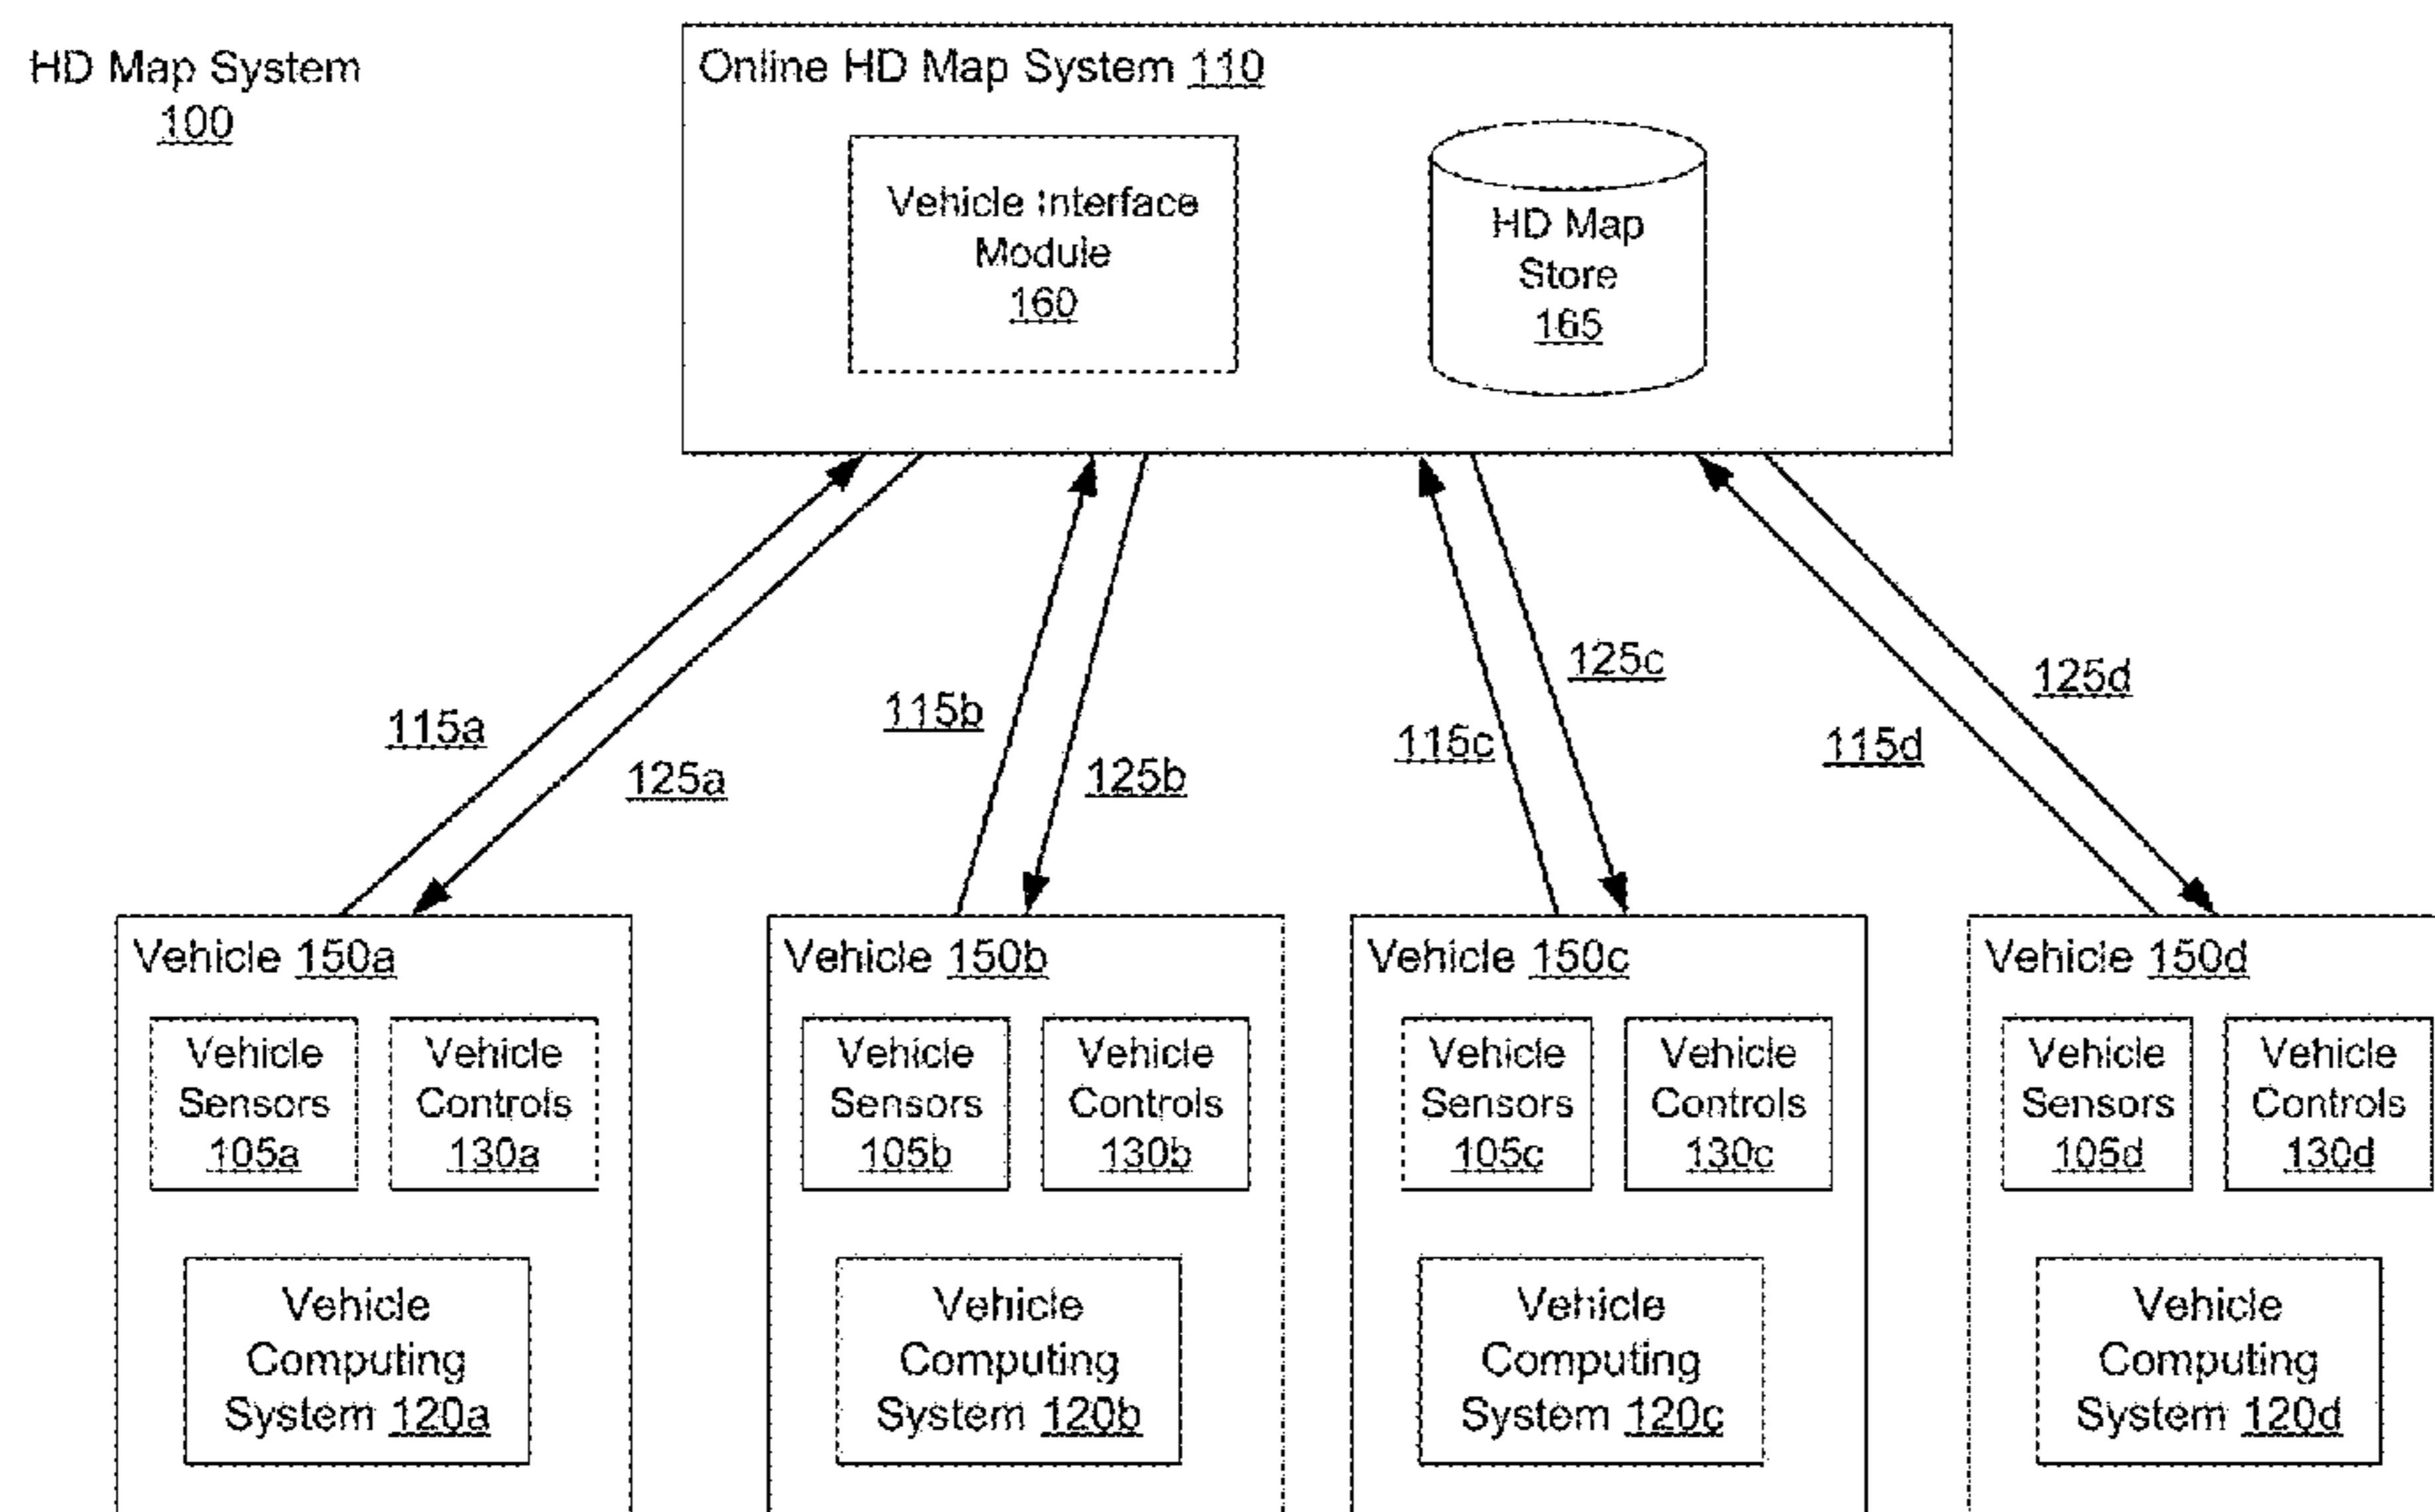 HD Map System
100
Online HD Map System 110
Vehicle Interface
Module
160
HD Map
Store
165
115a
125a
115b
125b
115c
125c
115d
125d
Vehicle 150a
Vehicle
Sensors
105a
Vehicle
Controls
130a
Vehicle
Computing
System 120a
Vehicle 150b
Vehicle
Sensors
105b
Vehicle
Controls
130b
Vehicle
Computing
System 120b
Vehicle 150c
Vehicle
Sensors
105c
Vehicle
Controls
130c
Vehicle
Computing
System 120c
Vehicle 150d
Vehicle
Sensors
105d
Vehicle
Controls
130d
Vehicle
Computing
System 120d